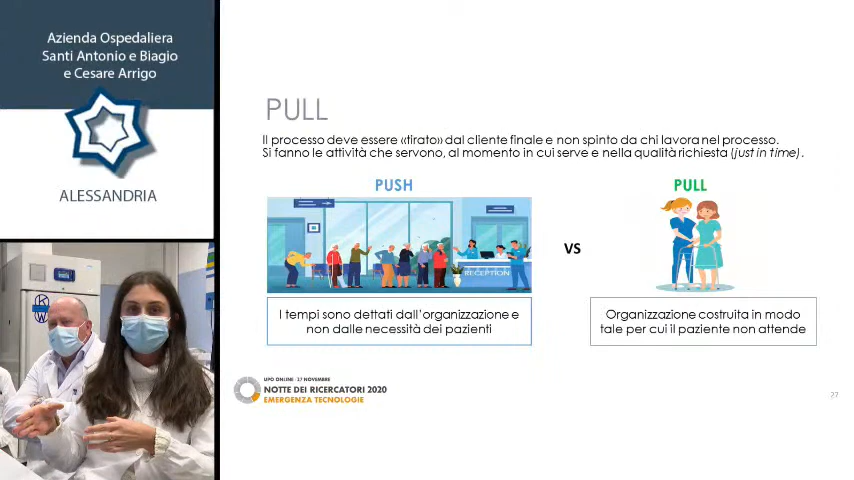 Azienda Ospedaliera
Santi Antonio e Biagio
e Cesare Arrigo
ALESSANDRIA
PULL
Il processo deve essere «tirato» dal cliente finale e non spinto da chi lavora nel processo.
Si fanno le attività che servono, al momento in cui serve e nella qualità richiesta (just in time).
PUSH
PULL
RECEPTION
VS
I tempi sono dettati dall'organizzazione e
non dalle necessità dei pazienti
Organizzazione costruita in modo
tale per cui il paziente non attende
UPO ONLINE · 27 NOVEMBRE
NOTTE DEI RICERCATORI 2020
EMERGENZA TECNOLOGIE
27
KW